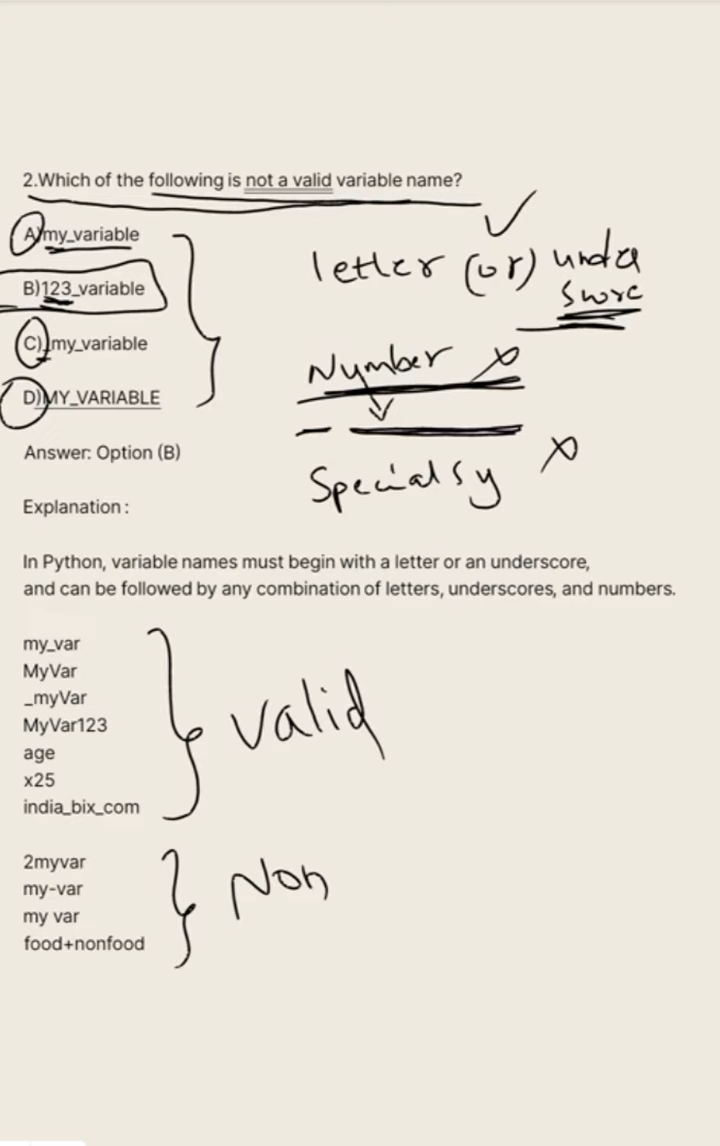 2.Which of the following is not a valid variable name?
A)my_variable
letter (or) under
score
B)123_variable
C)_my_variable
Number x
D)MY_VARIABLE
Answer: Option (B)
Special sy x
Explanation :
In Python, variable names must begin with a letter or an underscore,
and can be followed by any combination of letters, underscores, and numbers.
my_var
MyVar
_myVar
MyVar123
age
x25
india_bix_com
valid
2myvar
my-var
my var
food+nonfood
Non